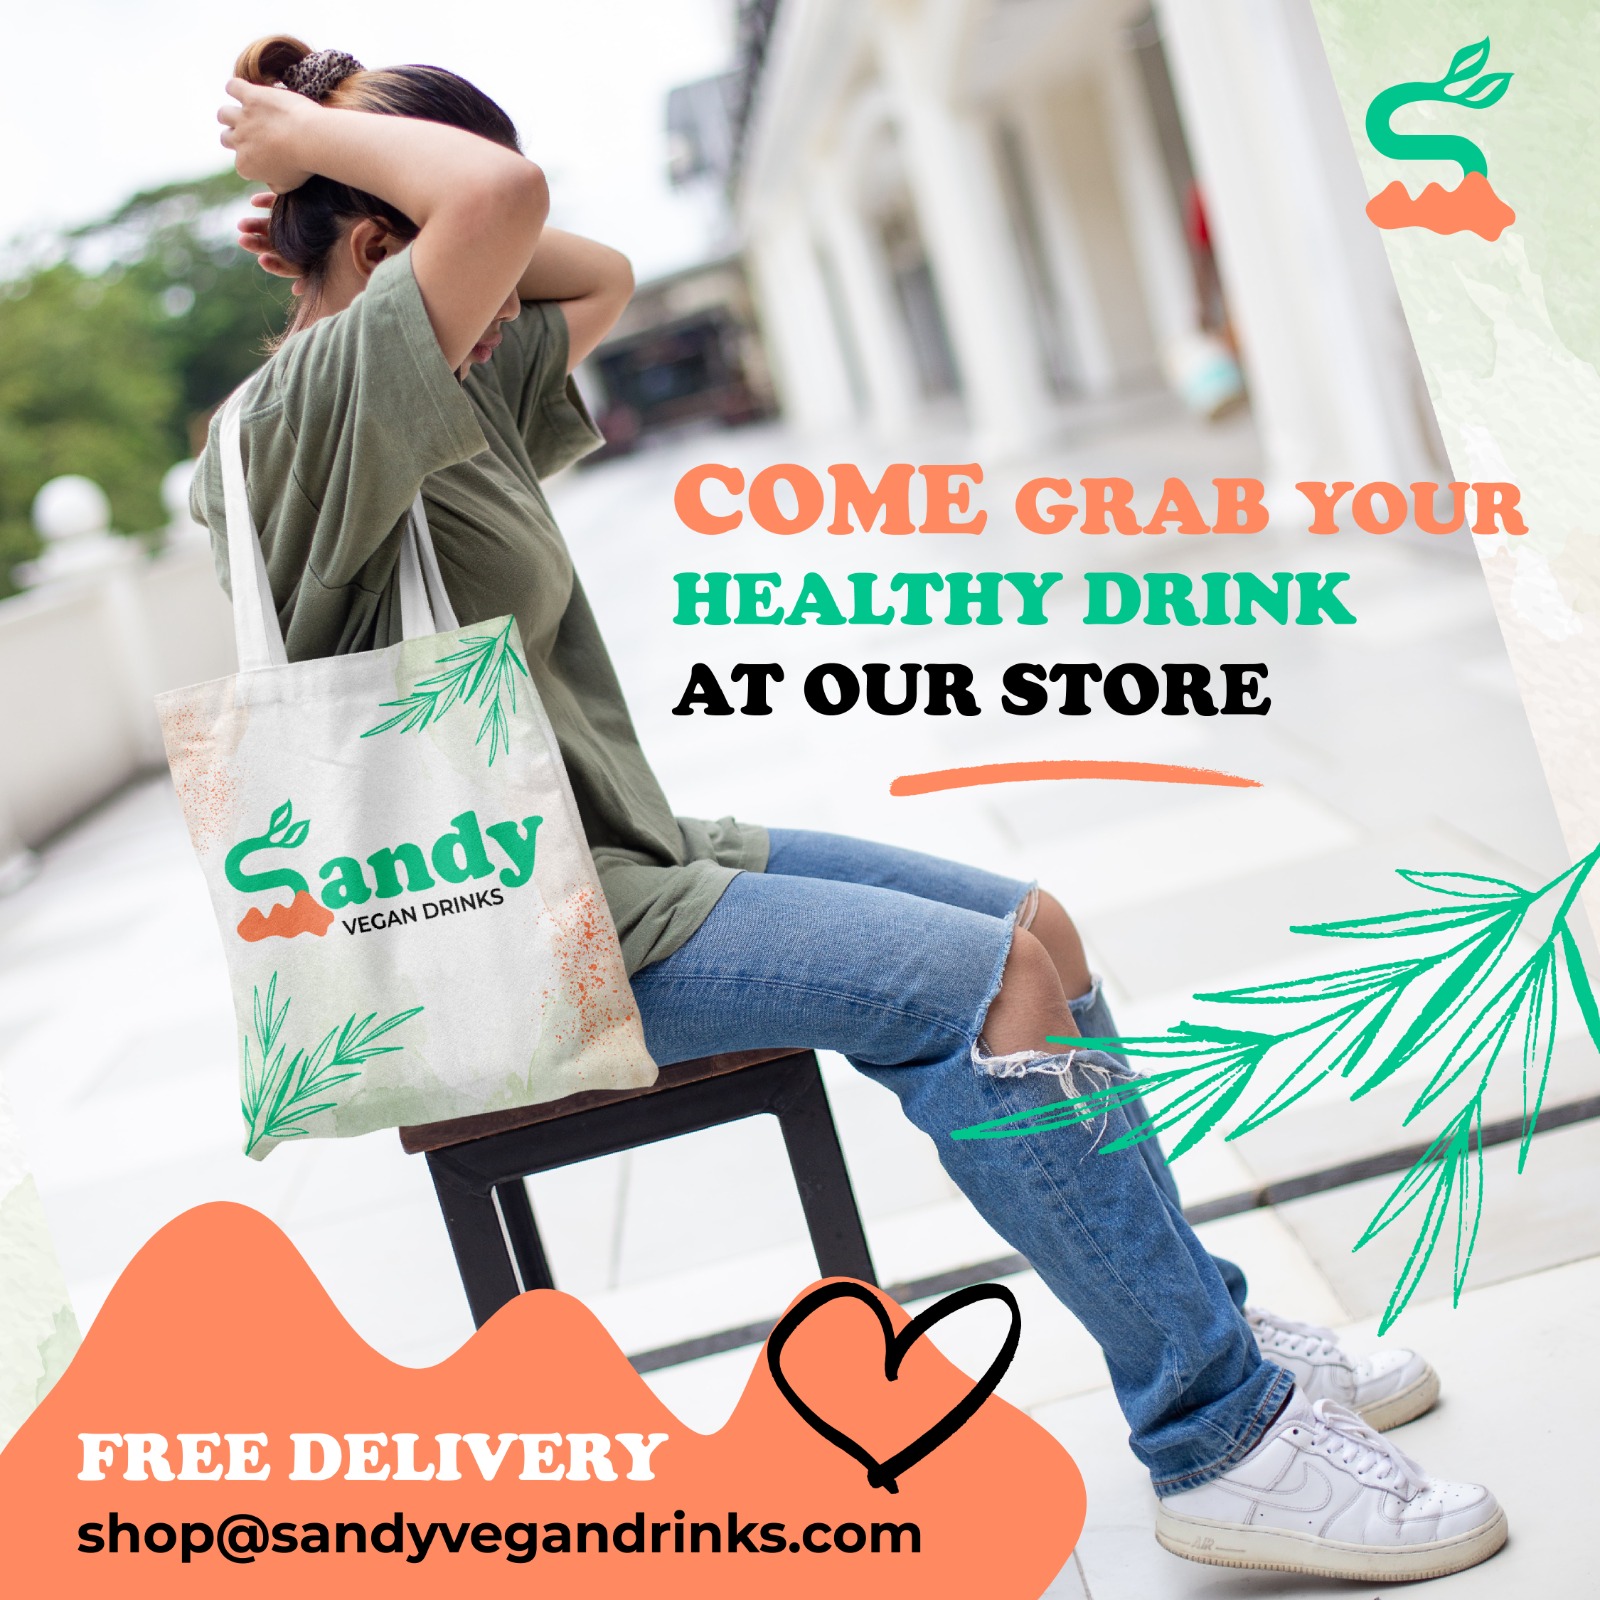 COME GRAB YOUR
HEALTHY DRINK
AT OUR STORE
Sandy
VEGAN DRINKS
FREE DELIVERY
shop@sandyvegandrinks.com
AIR